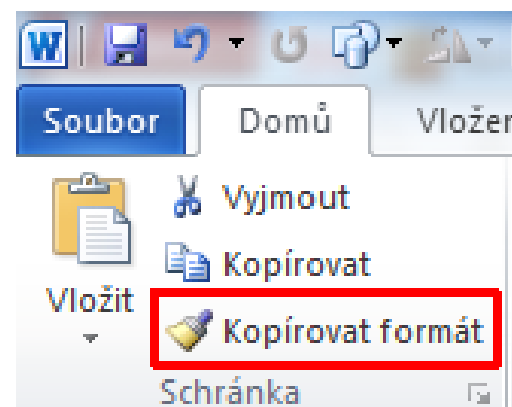 W
Soubor Domů Vložen
Vyjmout
Kopírovat
Vložit
Kopírovat formát
Schránka